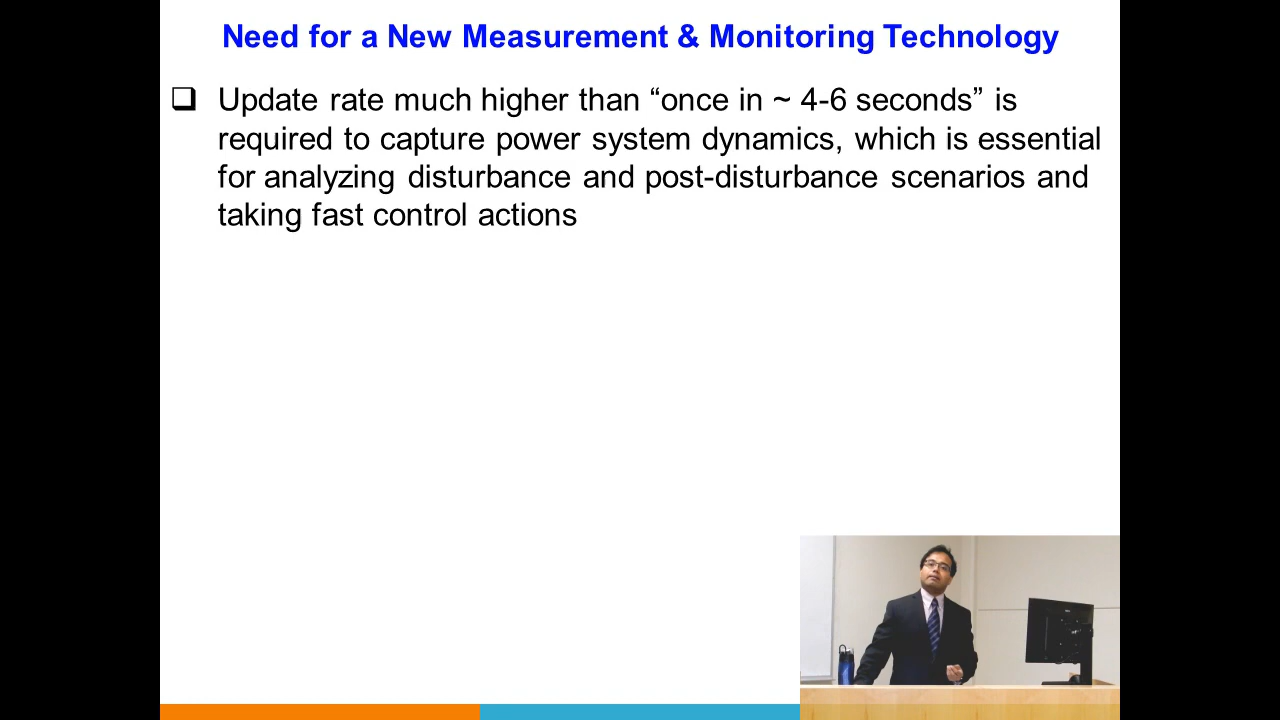 Need for a New Measurement & Monitoring Technology
Update rate much higher than “once in ~ 4-6 seconds” is
required to capture power system dynamics, which is essential
for analyzing disturbance and post-disturbance scenarios and
taking fast control actions